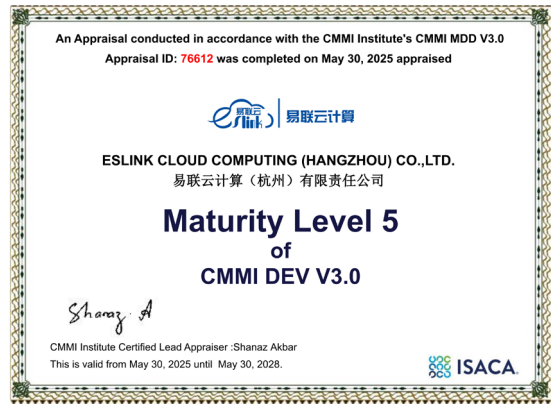 An Appraisal conducted in accordance with the CMMI Institute's CMMI MDD V3.0
Appraisal ID: 76612 was completed on May 30, 2025 appraised
易联云 eslink 易联云计算
ESLINK CLOUD COMPUTING (HANGZHOU) CO.,LTD.
易联云计算（杭州）有限责任公司
Maturity Level 5
of
CMMI DEV V3.0
Shanaz A
CMMI Institute Certified Lead Appraiser :Shanaz Akbar
This is valid from May 30, 2025 until May 30, 2028.
ISACA.